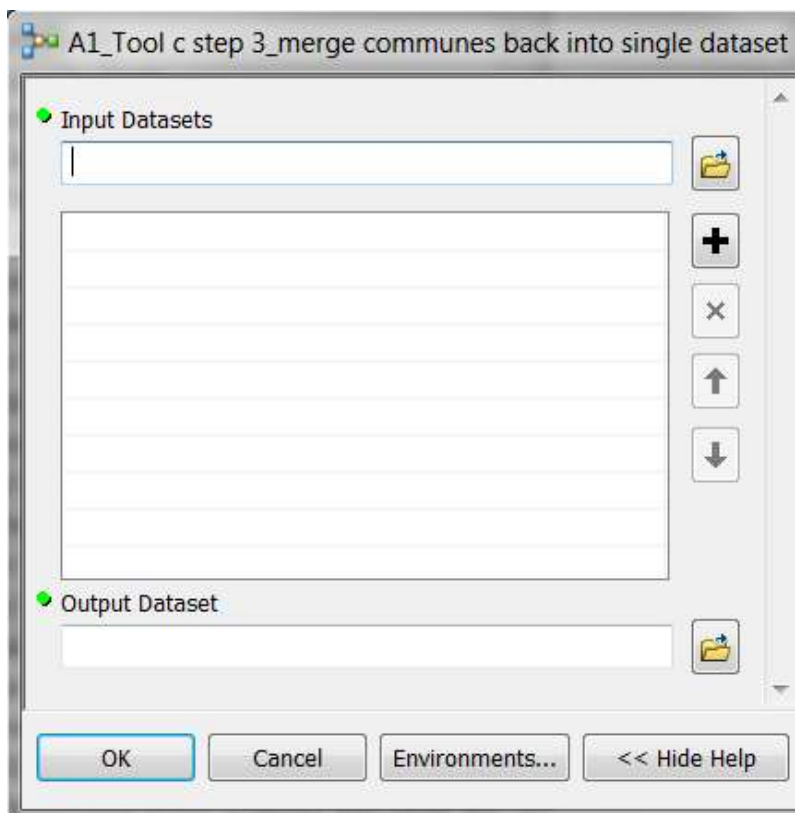 A1_Tool c step 3_merge communes back into single dataset
Input Datasets
Output Dataset
OK Cancel Environments... << Hide Help